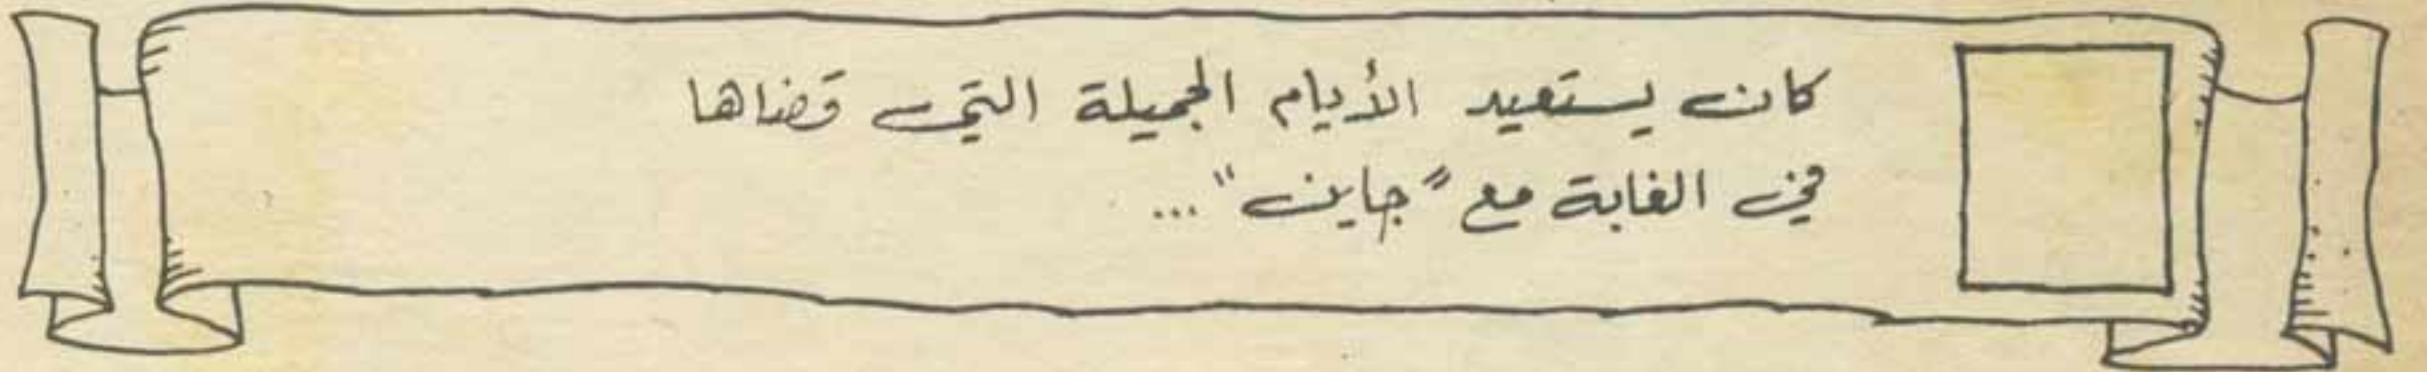 كان يستعيد الأيام الجميلة التي قضاها
في الغابة مع "جاين"...